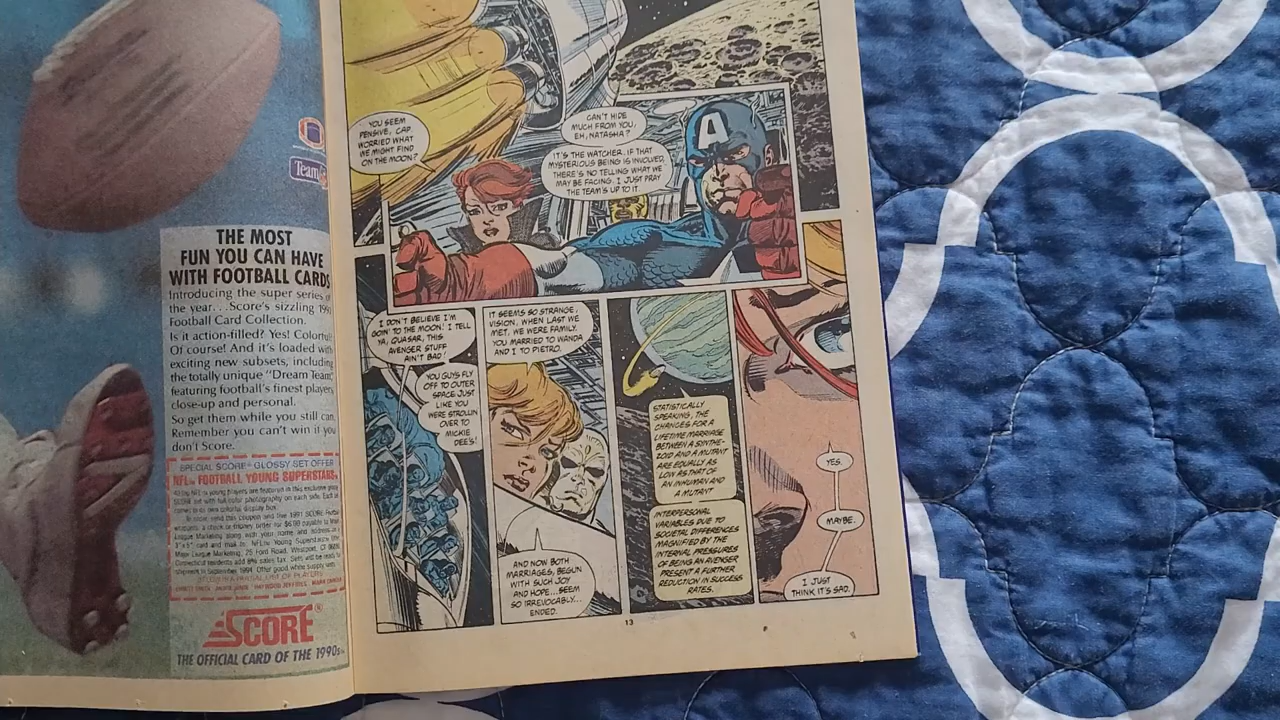 Team
THE MOST
FUN YOU CAN HAVE
WITH FOOTBALL CARDS
Introducing the super series of
the year. . .Score's sizzling 199
Football Card Collection.
Is it action-filled? Yes! Colorful
Of course! And it's loaded with
exciting new subsets, including
the totally unique "Dream Team,
featuring football's finest players
close-up and personal.
So get them while you still can.
Remember you can't win if you
don't Score.
SPECIAL SCORE® GLOSSY SET OFFER
NFL FOOTBALL YOUNG SUPERSTARS
SCORE
®
THE OFFICIAL CARD OF THE 1990s
YOU SEEM
PENSIVE, CAP.
WORRIED WHAT
WE MIGHT FIND
ON THE MOON?
CAN'T HIDE
MUCH FROM YOU,
EH, NATASHA?
IT'S THE WATCHER. IF THAT
MYSTERIOUS BEING IS INVOLVED,
THERE'S NO TELLING WHAT WE
MAY BE FACING. I JUST PRAY
THE TEAM'S UP TO IT.
A
I DON'T BELIEVE I'M
GOIN' TO THE MOON! I TELL
YA, QUASAR, THIS
AVENGER STUFF
AIN'T BAD!
YOU GUYS FLY
OFF TO OUTER
SPACE JUST
LIKE YOU
WERE STROLLIN'
OVER TO
MICKIE
DEE'S!
IT SEEMS SO STRANGE,
VISION. WHEN LAST WE
MET, WE WERE FAMILY.
YOU MARRIED TO WANDA
AND I TO PIETRO.
AND NOW BOTH
MARRIAGES, BEGUN
WITH SUCH JOY
AND HOPE...SEEM
SO IRREVOCABLY...
ENDED.
STATISTICALLY
SPEAKING, THE
CHANCES FOR A
LIFETIME MARRIAGE
BETWEEN A SYNTHE-
ZOID AND A MUTANT
ARE EQUALLY AS
LOW AS THAT OF
AN INHUMAN AND
A MUTANT
INTERPERSONAL
VARIABLES DUE TO
SOCIETAL DIFFERENCES
MAGNIFIED BY THE
INTERNAL PRESSURES
OF BEING AN AVENGER
PRESENT A FURTHER
REDUCTION IN SUCCESS
RATES.
YES.
MAYBE.
I JUST
THINK IT'S SAD.
13